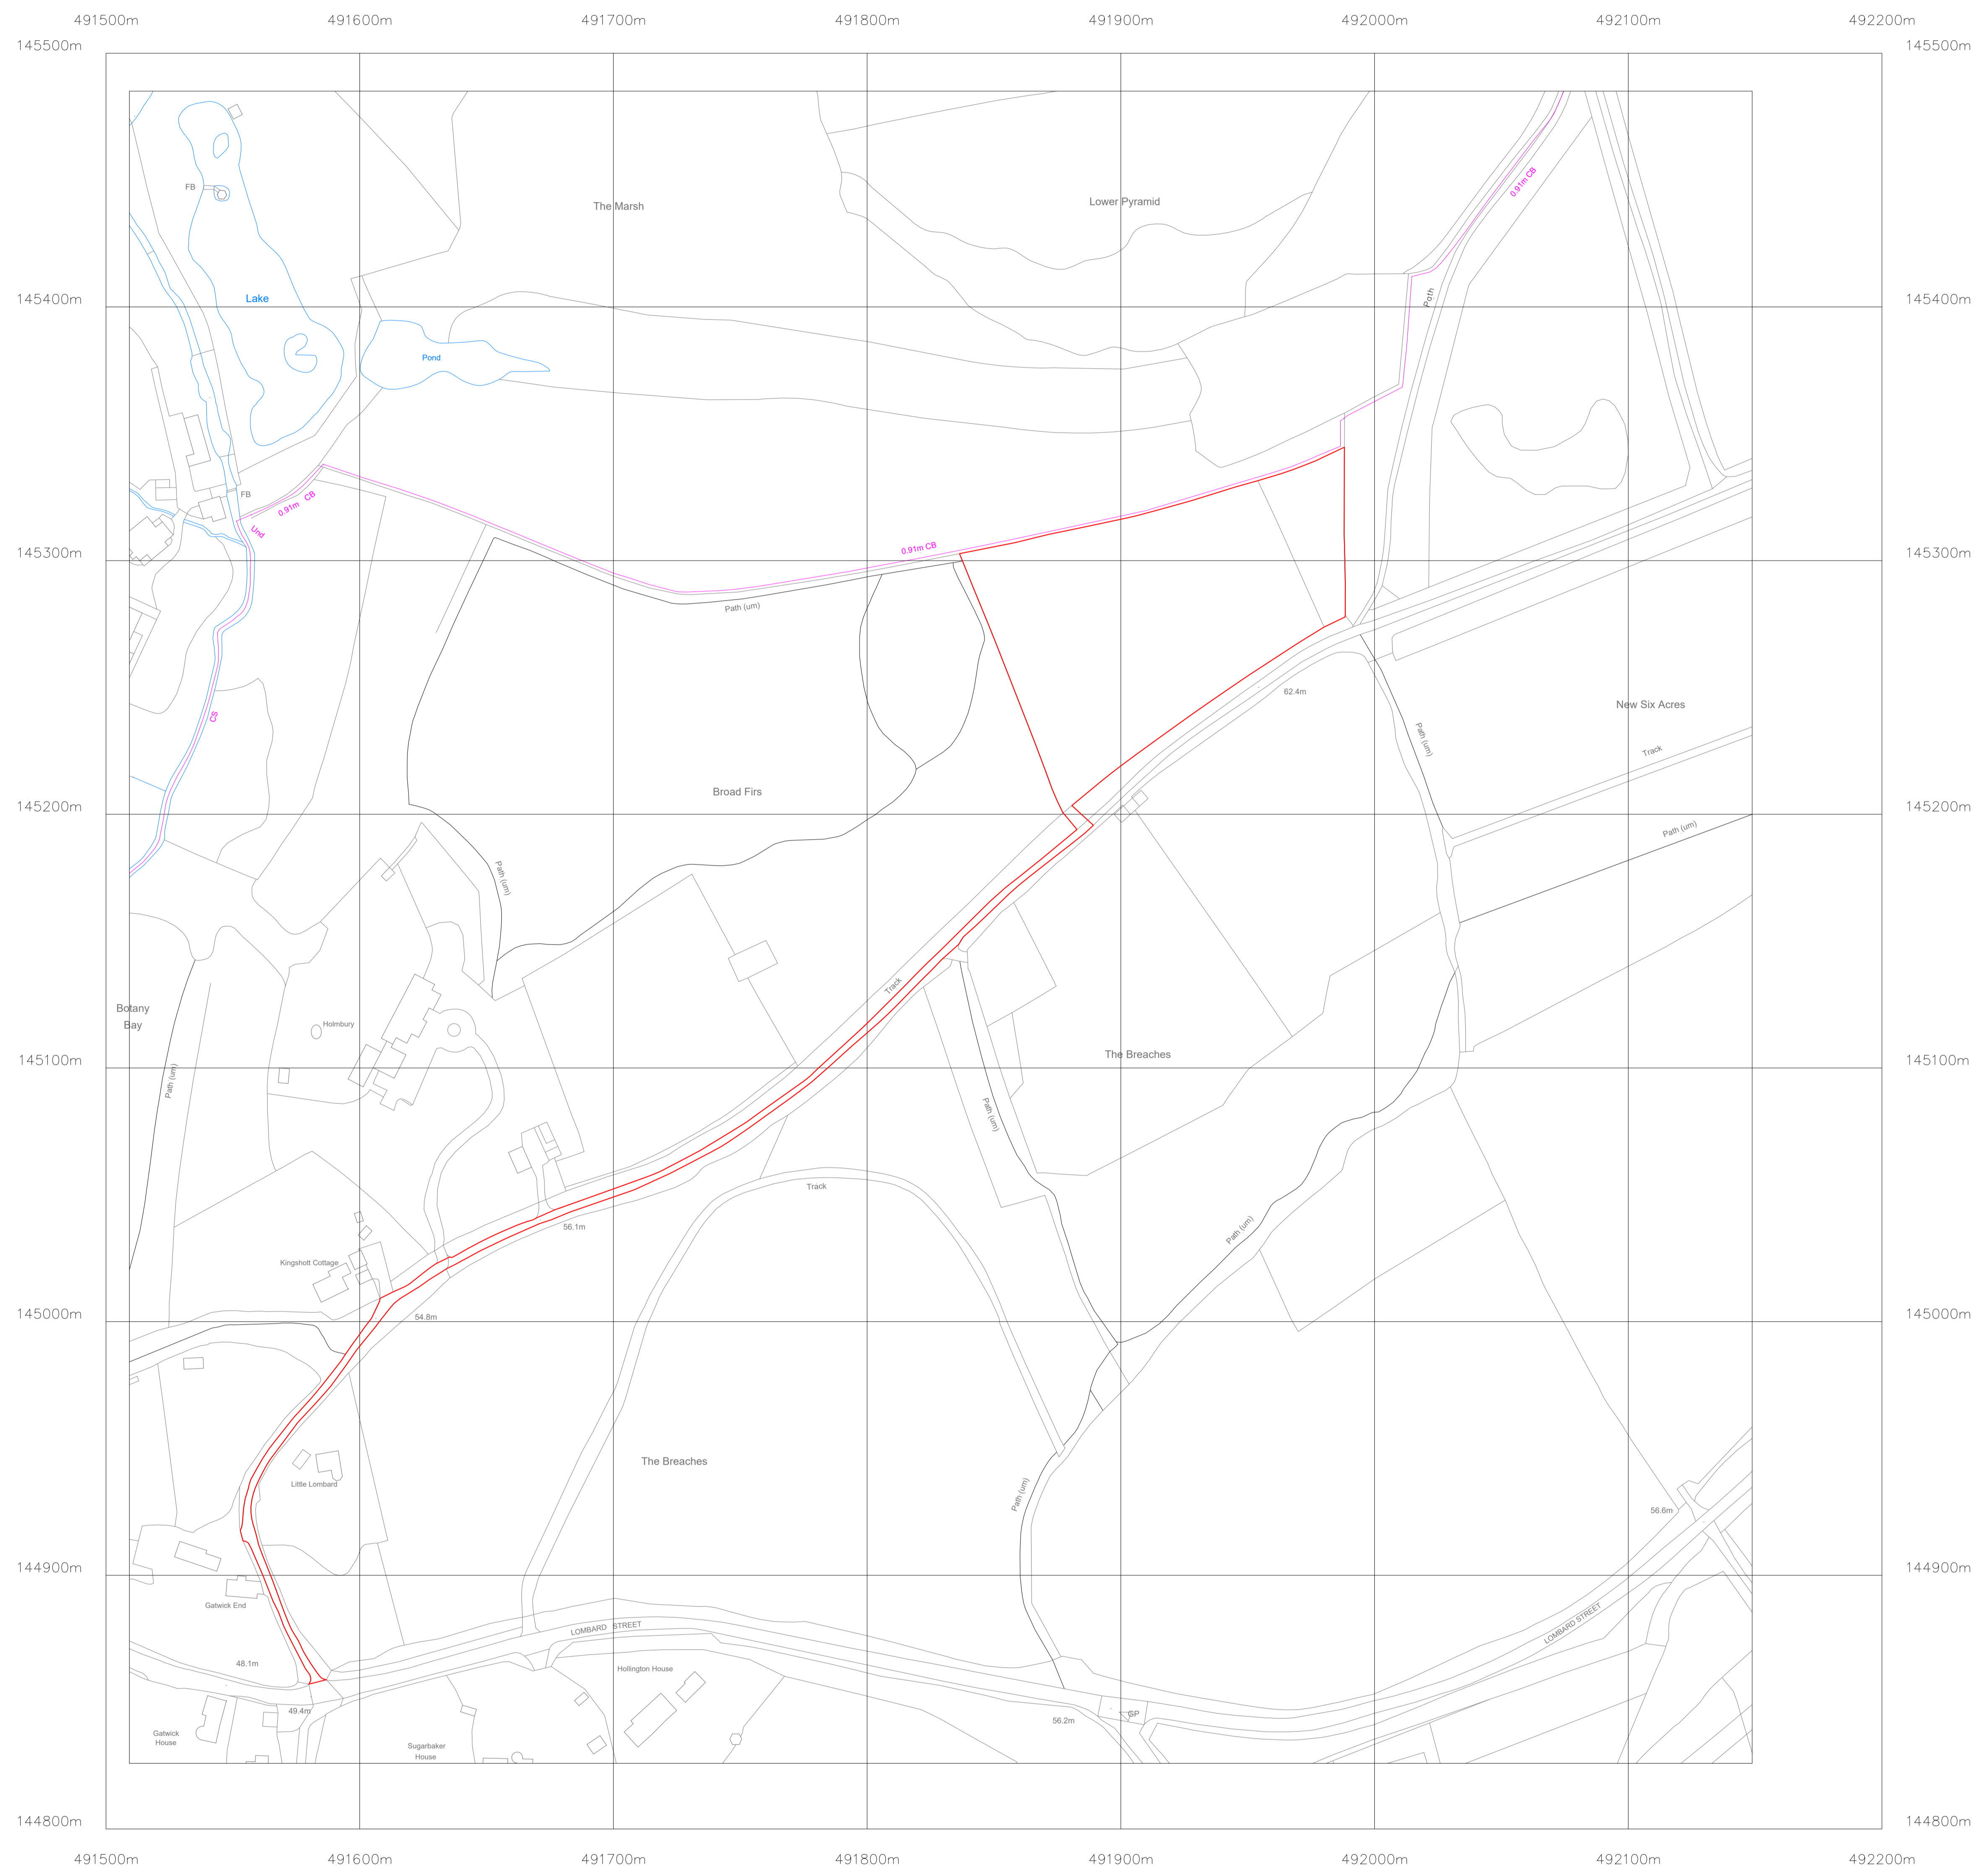 491500m 491600m 491700m 491800m 491900m 492000m 492100m 492200m
145500m 145500m
0.91m CB
FB
The Marsh
Lower Pyramid
Lake
Path
145400m 145400m
Pond
FB
0.91m CB
Und
0.91m CB
145300m 145300m
Path (um)
62.4m
New Six Acres
CS
Path (um)
Track
Broad Firs
145200m 145200m
Path (um)
Path (um)
Track
Botany
Bay
Holmbury
The Breaches
145100m 145100m
Path (um)
Path (um)
Track
56.1m
Path (um)
Kingshott Cottage
54.8m
145000m 145000m
The Breaches
Little Lombard
Path (um)
56.6m
144900m 144900m
Gatwick End
LOMBARD STREET
LOMBARD STREET
48.1m
Hollington House
49.4m
GP
56.2m
Gatwick
House
Sugarbaker
House
144800m 144800m
491500m 491600m 491700m 491800m 491900m 492000m 492100m 492200m